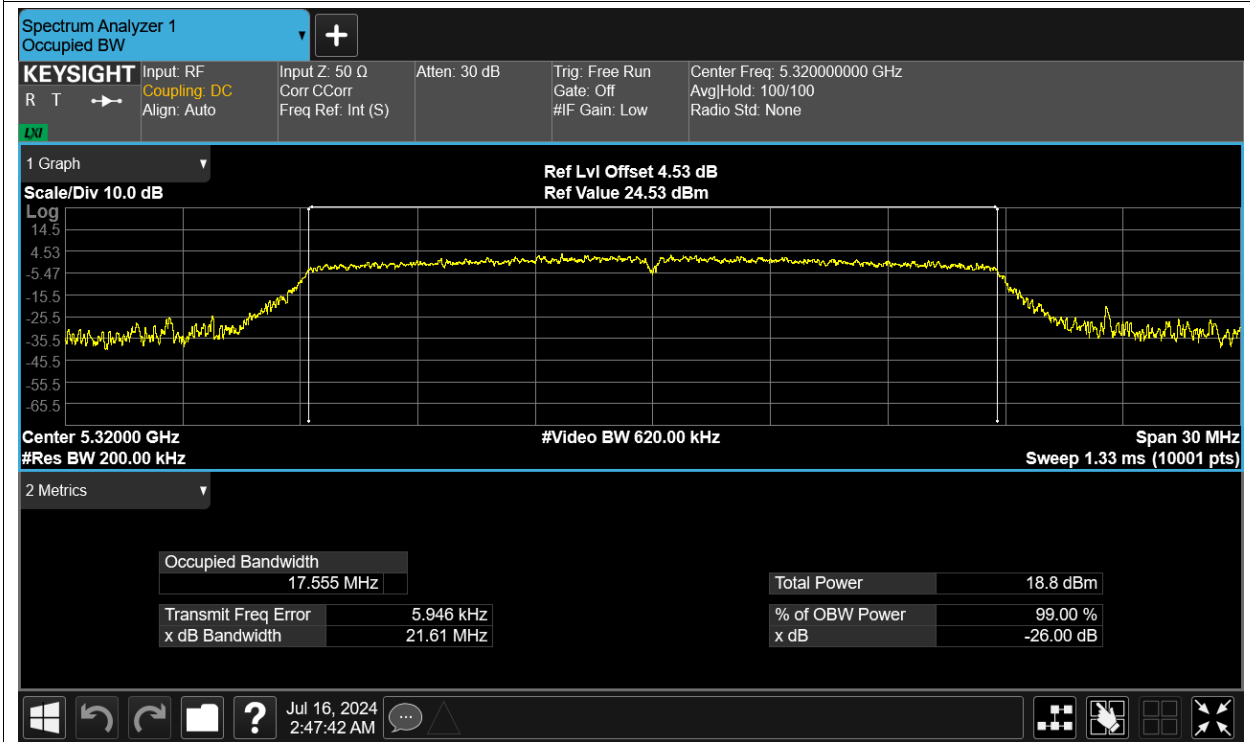 Spectrum Analyzer 1
Occupied BW
KEYSIGHT
R T
LXI
Input: RF
Coupling: DC
Align: Auto
Input Z: 50 Ω
Corr CCorr
Freq Ref: Int (S)
Atten: 30 dB
Trig: Free Run
Gate: Off
#IF Gain: Low
Center Freq: 5.320000000 GHz
Avg|Hold: 100/100
Radio Std: None
1 Graph
Scale/Div 10.0 dB
Ref Lvl Offset 4.53 dB
Ref Value 24.53 dBm
Log
14.5
4.53
-5.47
-15.5
-25.5
-35.5
-45.5
-55.5
-65.5
Center 5.32000 GHz
#Video BW 620.00 kHz
Span 30 MHz
#Res BW 200.00 kHz
Sweep 1.33 ms (10001 pts)
2 Metrics
Occupied Bandwidth
17.555 MHz
Transmit Freq Error 5.946 kHz
x dB Bandwidth 21.61 MHz
Total Power 18.8 dBm
% of OBW Power 99.00 %
x dB -26.00 dB
?
Jul 16, 2024
2:47:42 AM